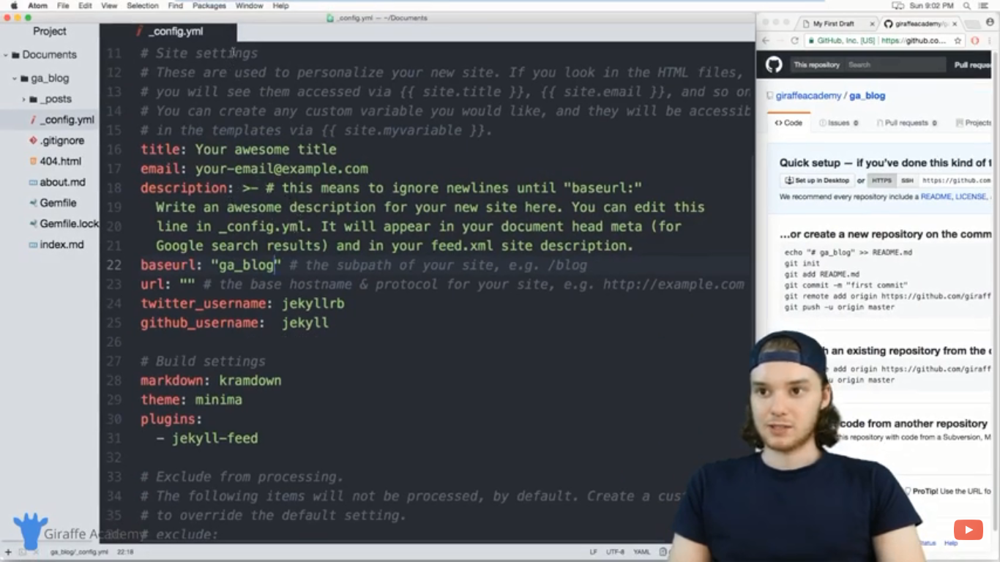 Atom File Edit View Selection Find Packages Window Help
Sun 9:02 PM
_config.yml — ~/Documents
Project
Documents
ga_blog
_posts
_config.yml
.gitignore
404.html
about.md
Gemfile
Gemfile.lock
index.md
_config.yml
11 # Site settings
12 # These are used to personalize your new site. If you look in the HTML files,
13 # you will see them accessed via {{ site.title }}, {{ site.email }}, and so on
14 # You can create any custom variable you would like, and they will be accessib
15 # in the templates via {{ site.myvariable }}.
16 title: Your awesome title
17 email: your-email@example.com
18 description: >- # this means to ignore newlines until "baseurl:"
19 Write an awesome description for your new site here. You can edit this
20 line in _config.yml. It will appear in your document head meta (for
21 Google search results) and in your feed.xml site description.
22 baseurl: "ga_blog" # the subpath of your site, e.g. /blog
23 url: "" # the base hostname & protocol for your site, e.g. http://example.com
24 twitter_username: jekyllrb
25 github_username:  jekyll
26
27 # Build settings
28 markdown: kramdown
29 theme: minima
30 plugins:
31 - jekyll-feed
32
33 # Exclude from processing.
34 # The following items will not be processed, by default. Create a cust
35 # to override the default setting.
# exclude:
Giraffe Academy
ga_blog/_config.yml 22:18
LF UTF-8 YAML
My First Draft
giraffeacademy/g
GitHub, Inc. [US] https://github.co...
This repository Search Pull reque
giraffeacademy / ga_blog
Code Issues 0 Pull requests 0 Projects
Quick setup — if you've done this kind of t
Set up in Desktop or HTTPS SSH https://github.com
We recommend every repository include a README, LICENSE,
...or create a new repository on the comm
echo "# ga_blog" >> README.md
git init
git add README.md
git commit -m "first commit"
git remote add origin https://github.com/giraff
git push -u origin master
h an existing repository from the c
add origin https://github.com/giraff
u origin master
code from another repository
his repository with code from a Subversion, M
ProTip! Use the URL fo
Status Help